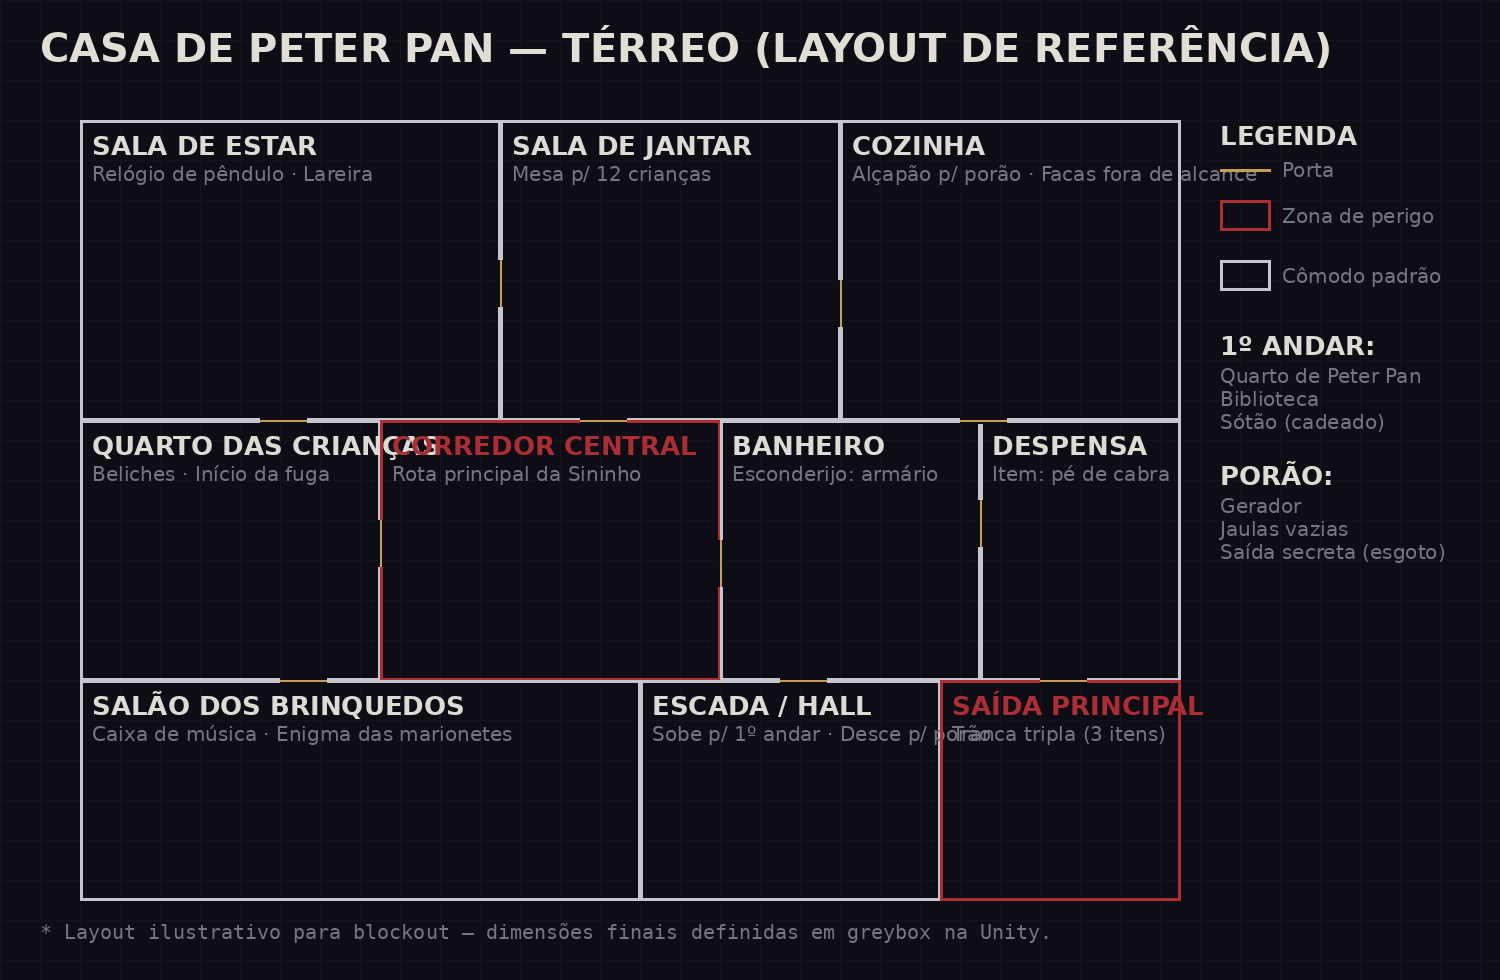 CASA DE PETER PAN — TÉRREO (LAYOUT DE REFERÊNCIA)
SALA DE ESTAR
Relógio de pêndulo · Lareira
SALA DE JANTAR
Mesa p/ 12 crianças
COZINHA
Alçapão p/ porão · Facas fora de alcance
LEGENDA
Porta
Zona de perigo
Cômodo padrão
1º ANDAR:
Quarto de Peter Pan
Biblioteca
Sótão (cadeado)
PORÃO:
Gerador
Jaulas vazias
Saída secreta (esgoto)
QUARTO DAS CRIANÇAS
Beliches · Início da fuga
CORREDOR CENTRAL
Rota principal da Sininho
BANHEIRO
Esconderijo: armário
DESPENSA
Item: pé de cabra
SALÃO DOS BRINQUEDOS
Caixa de música · Enigma das marionetes
ESCADA / HALL
Sobe p/ 1º andar · Desce p/ porão
SAÍDA PRINCIPAL
Tranca tripla (3 itens)
* Layout ilustrativo para blockout — dimensões finais definidas em greybox na Unity.